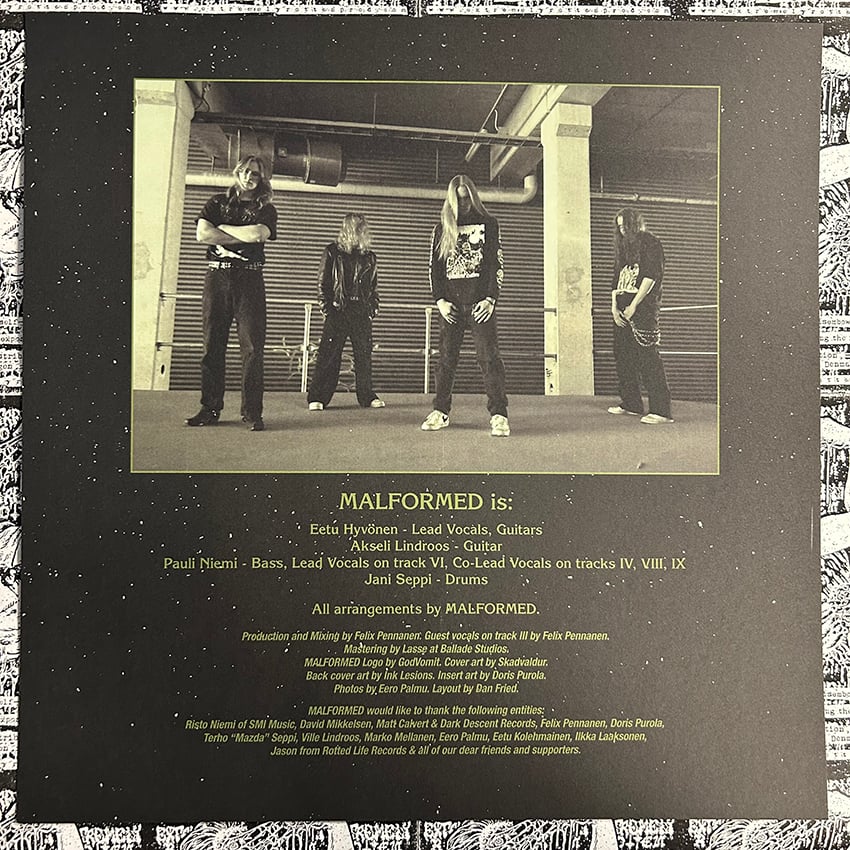 www.extremelyrottenprod.com
MALFORMED is:
Eetu Hyvönen - Lead Vocals, Guitars
Akseli Lindroos - Guitar
Pauli Niemi - Bass, Lead Vocals on track VI, Co-Lead Vocals on tracks IV, VIII, IX
Jani Seppi - Drums
All arrangements by MALFORMED.
Production and Mixing by Felix Pennanen. Guest vocals on track III by Felix Pennanen.
Mastering by Lasse at Ballade Studios.
MALFORMED Logo by GodVomit. Cover art by Skadvaldur.
Back cover art by Ink Lesions. Insert art by Doris Purola.
Photos by Eero Palmu. Layout by Dan Fried.
MALFORMED would like to thank the following entities:
Risto Niemi of SMI Music, David Mikkelsen, Matt Calvert & Dark Descent Records, Felix Pennanen, Doris Purola,
Terho “Mazda” Seppi, Ville Lindroos, Marko Mellanen, Eero Palmu, Eetu Kolehmainen, Ilkka Laaksonen,
Jason from Rotted Life Records & all of our dear friends and supporters.